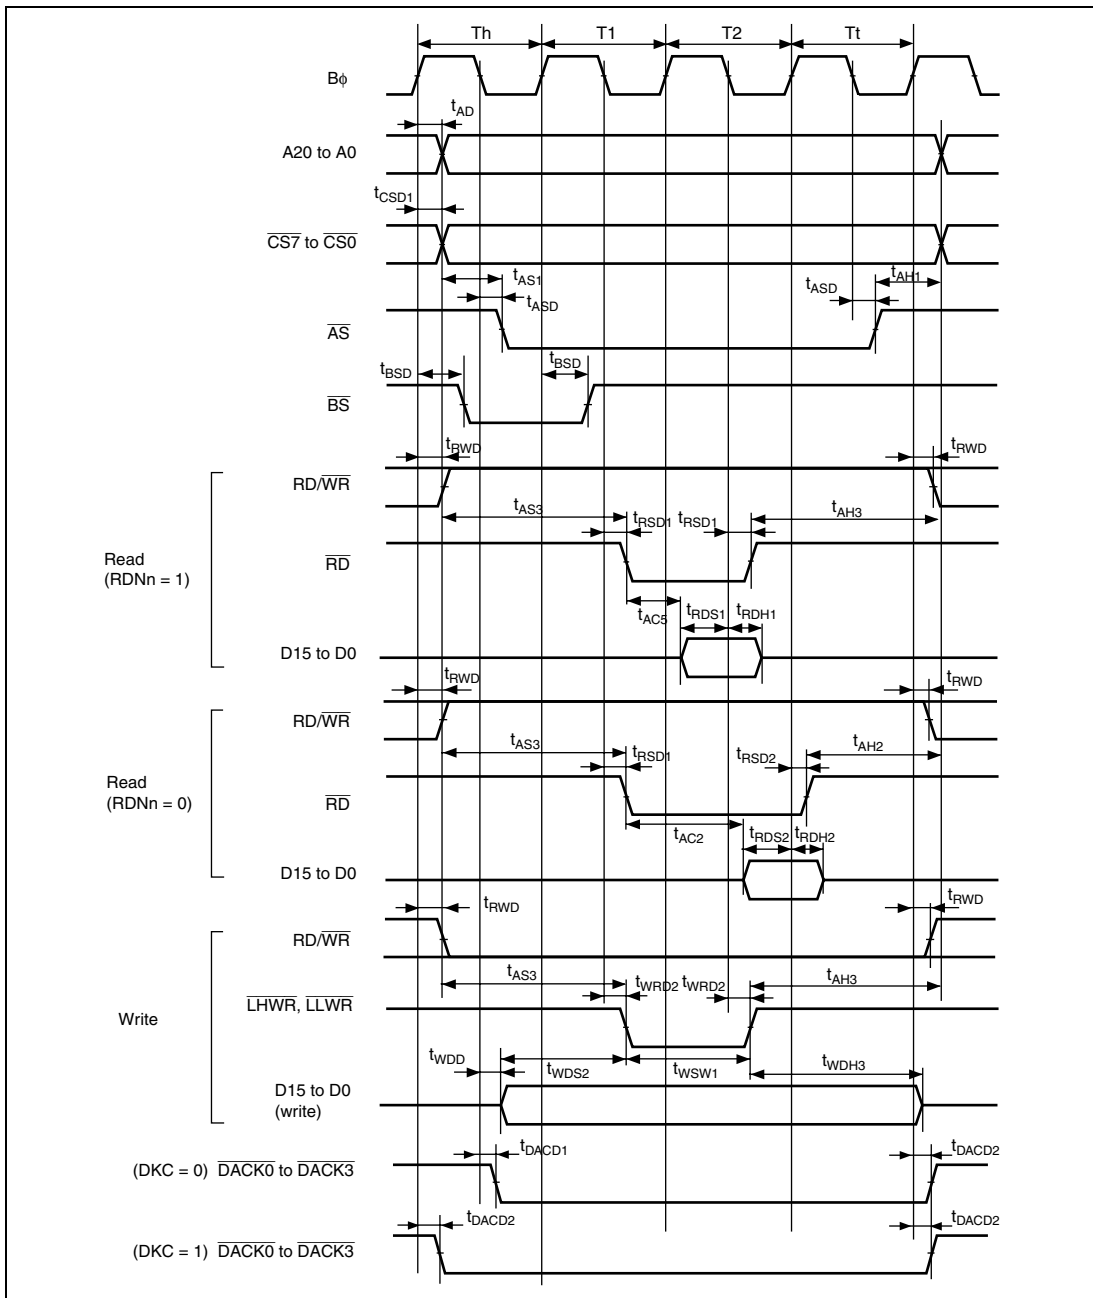 Th T1 T2 Tt
Bφ
tAD
A20 to A0
tCSD1
CS7 to CS0
tAS1 tAH1
tASD tASD
AS
tBSD tBSD
BS
tRWD tRWD
RD/WR
tAS3 tRSD1 tRSD1 tAH3
Read
(RDNn = 1)
RD
tAC5 tRDS1 tRDH1
D15 to D0
tRWD tRWD
RD/WR
tAS3 tRSD1 tRSD2 tAH2
Read
(RDNn = 0)
RD
tAC2 tRDS2 tRDH2
D15 to D0
tRWD tRWD
RD/WR
tAS3 tWRD2 tWRD2 tAH3
LHWR, LLWR
Write
tWDD tWDS2 tWSW1 tWDH3
D15 to D0
(write)
tDACD1 tDACD2
(DKC = 0) DACK0 to DACK3
tDACD2 tDACD2
(DKC = 1) DACK0 to DACK3